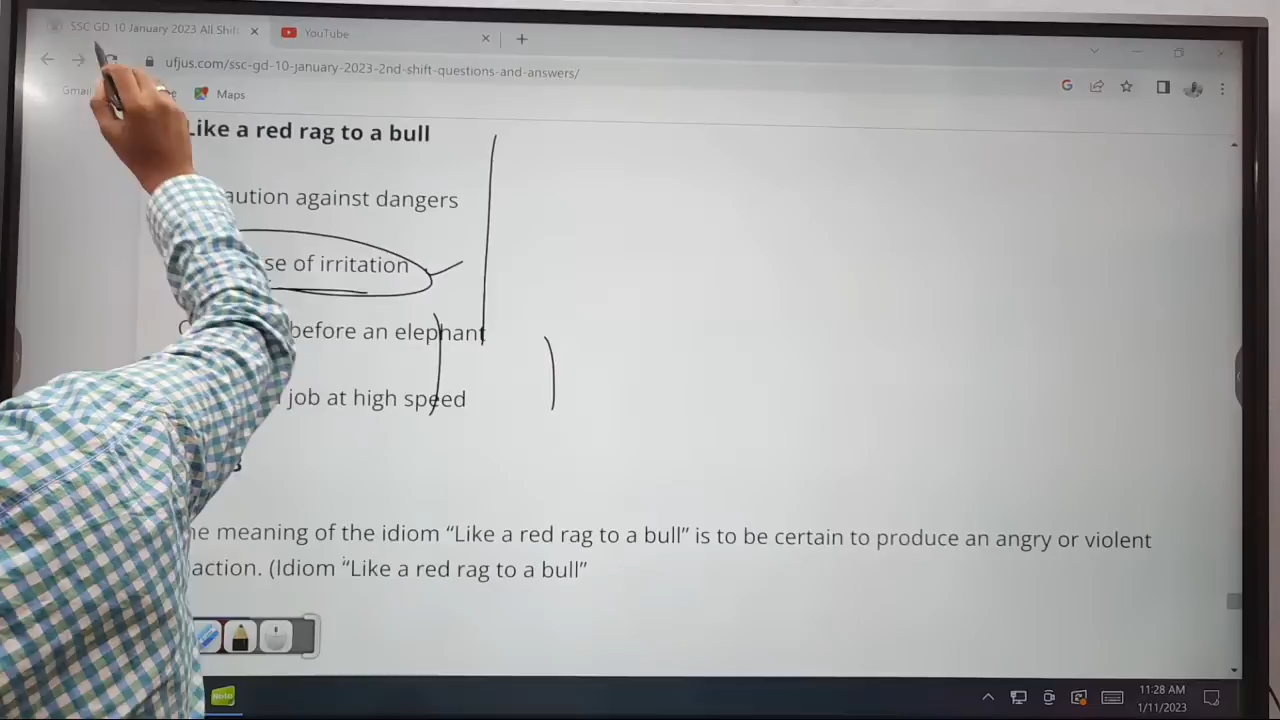 SSC GD 10 January 2023 All Shift
YouTube
ufjus.com/ssc-gd-10-january-2023-2nd-shift-questions-and-answers/
Gmail
Maps
Like a red rag to a bull
aution against dangers
se of irritation
before an elephant
job at high speed
he meaning of the idiom “Like a red rag to a bull” is to be certain to produce an angry or violent
action. (Idiom “Like a red rag to a bull”
11:28 AM
1/11/2023